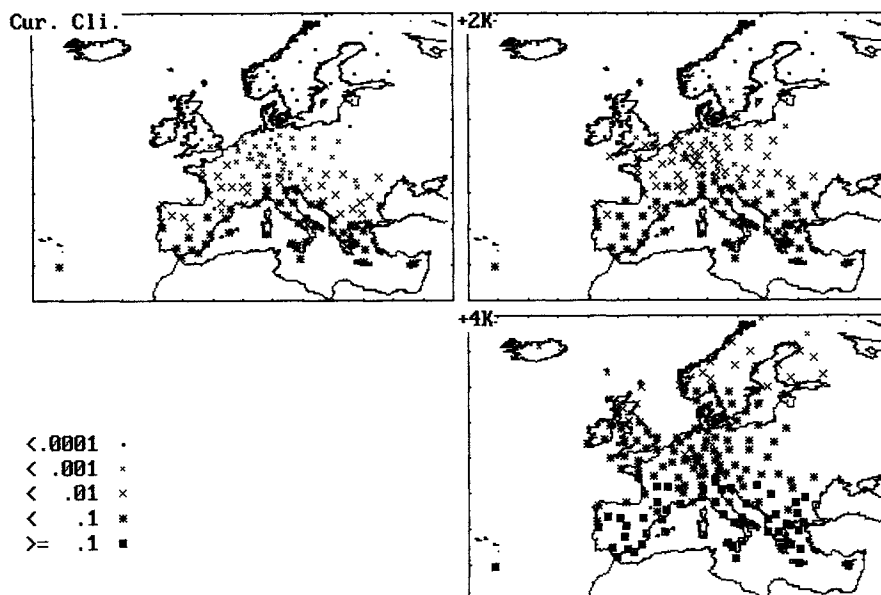 Cur. Cli.
+2K
+4K
<.0001
< .001
< .01
< .1
>= .1